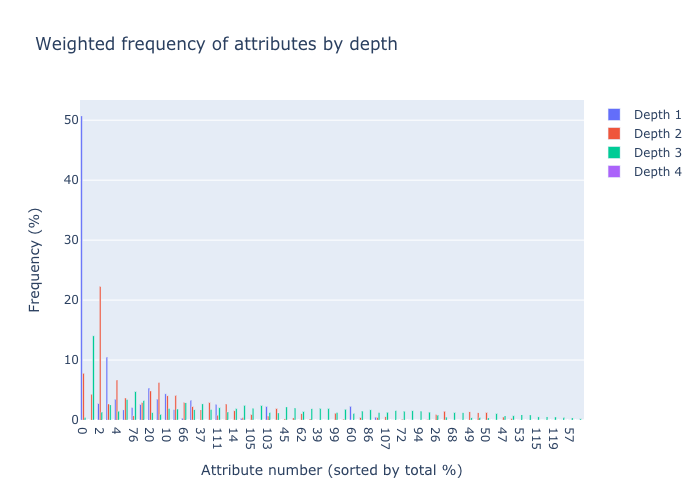 Weighted frequency of attributes by depth
Depth 1
Depth 2
Depth 3
Depth 4
Frequency (%)
50
40
30
20
10
0
0 2 4 76 20 10 66 37 111 14 105 103 45 62 39 99 60 86 107 72 94 26 68 49 50 47 53 115 119 57
Attribute number (sorted by total %)